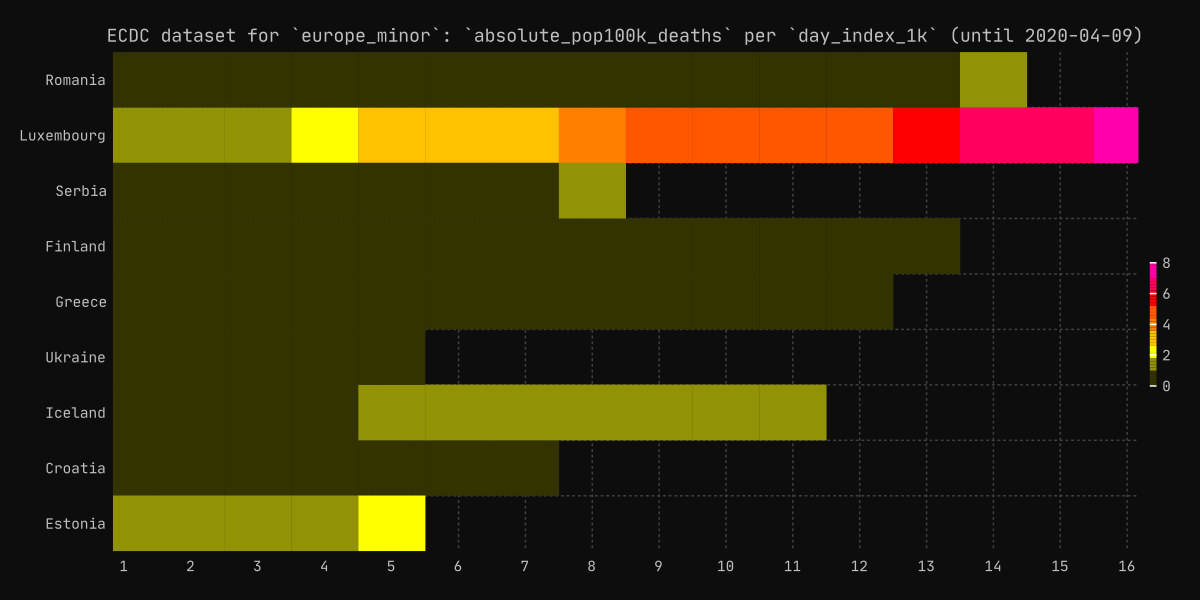 ECDC dataset for `europe_minor`: `absolute_pop100k_deaths` per `day_index_1k` (until 2020-04-09)
Romania
Luxembourg
Serbia
Finland
Greece
Ukraine
Iceland
Croatia
Estonia
1 2 3 4 5 6 7 8 9 10 11 12 13 14 15 16
8
6
4
2
0